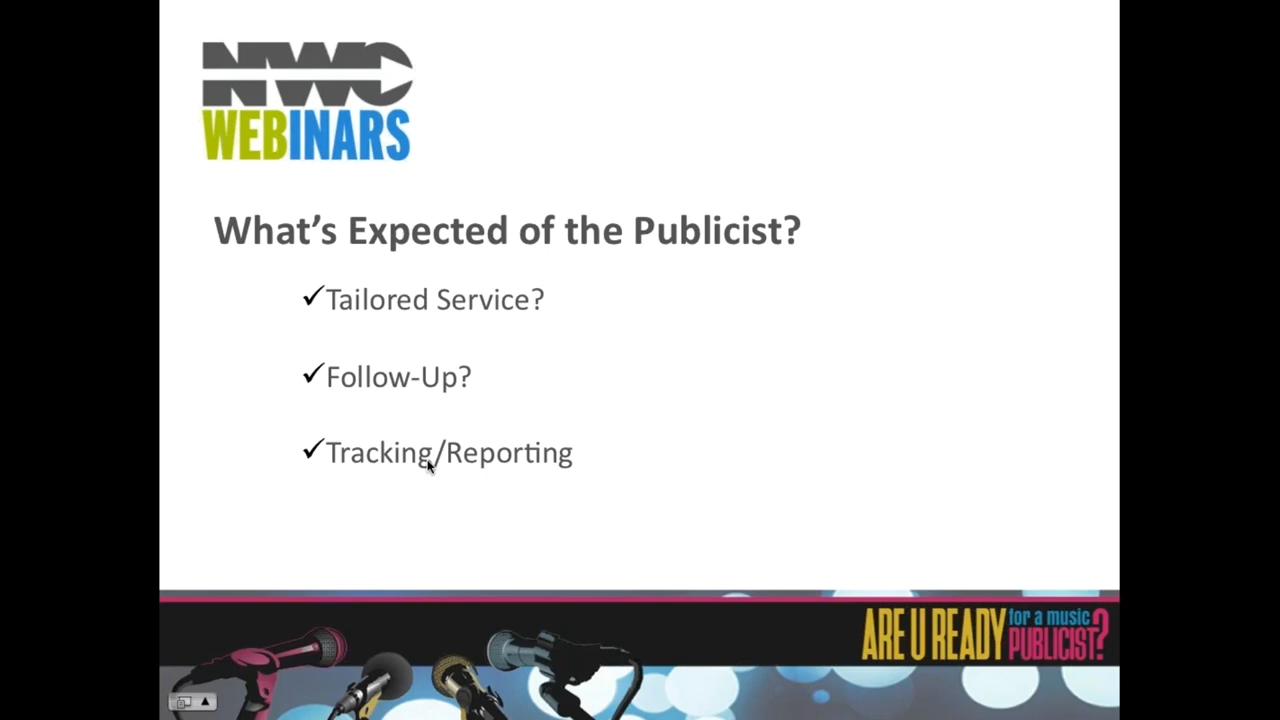 NWC
WEBINARS
What's Expected of the Publicist?
✓Tailored Service?
✓Follow-Up?
✓Tracking/Reporting
ARE U READY for a music PUBLICIST?